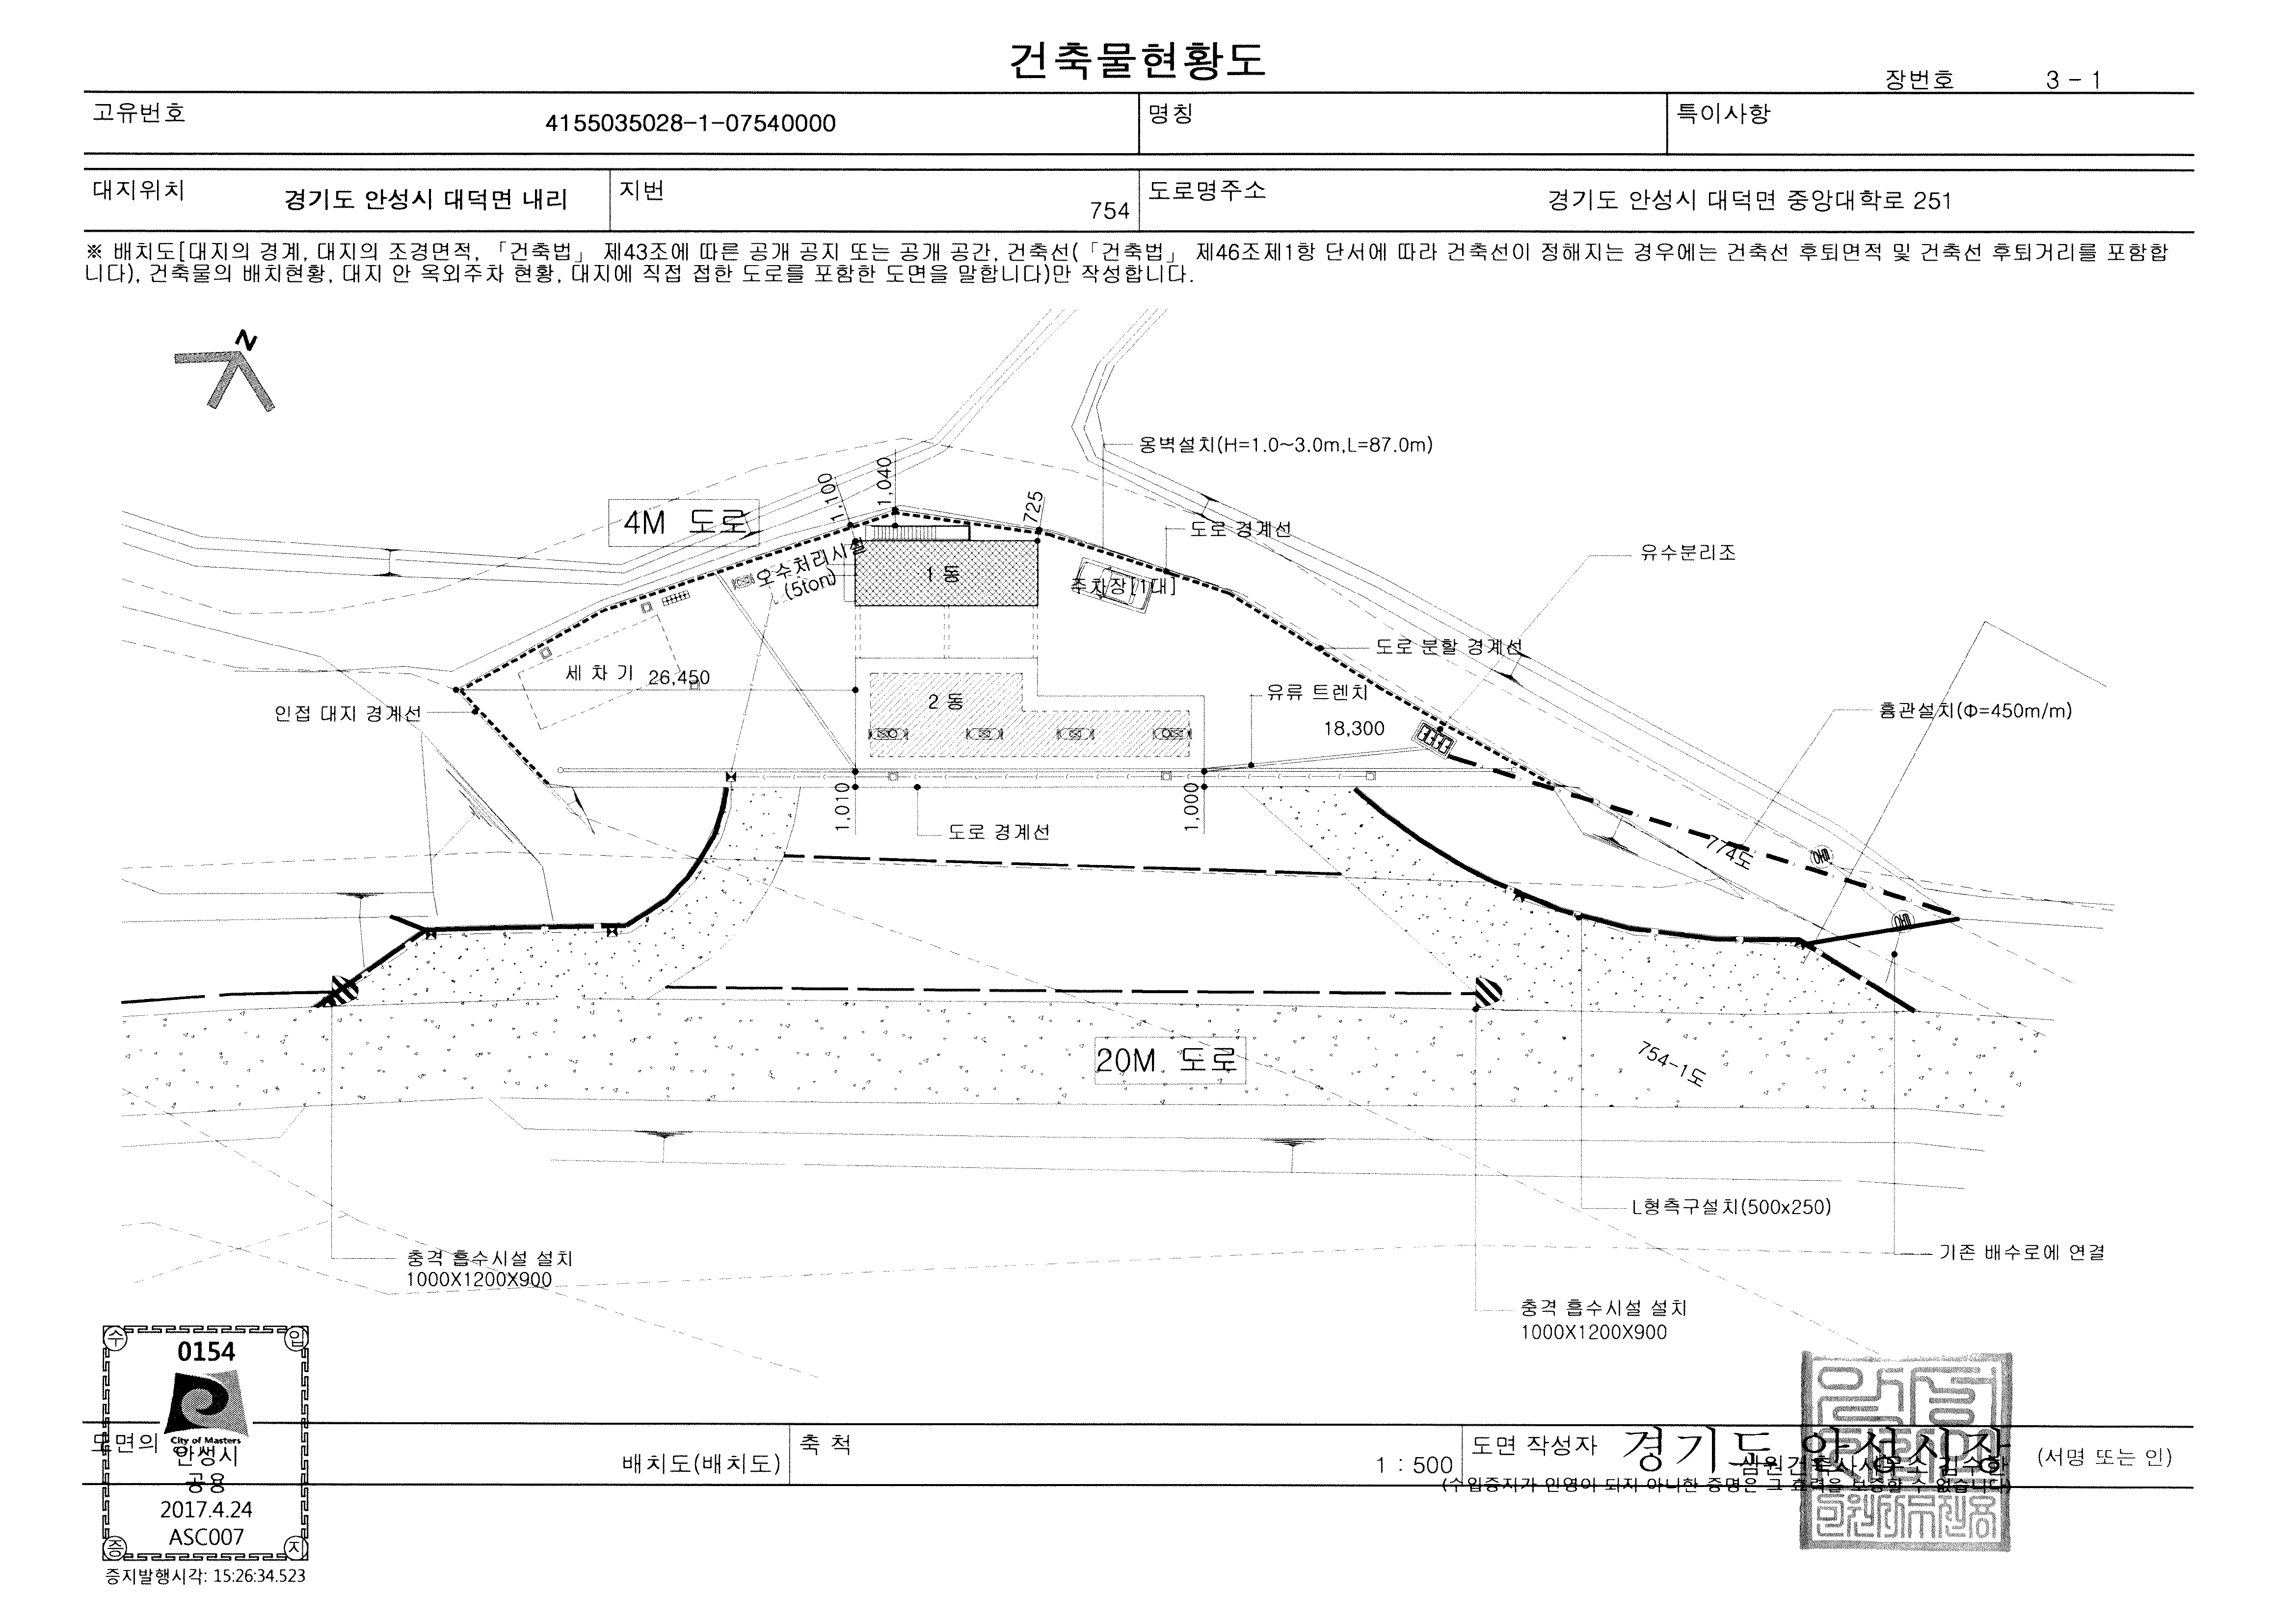 건축물현황도
장번호 3 - 1
고유번호 4155035028-1-07540000 명칭 특이사항
대지위치 경기도 안성시 대덕면 내리 지번 754 도로명주소 경기도 안성시 대덕면 중앙대학로 251
※ 배치도[대지의 경계, 대지의 조경면적, 「건축법」 제43조에 따른 공개 공지 또는 공개 공간, 건축선(「건축법」 제46조제1항 단서에 따라 건축선이 정해지는 경우에는 건축선 후퇴면적 및 건축선 후퇴거리를 포함합
니다), 건축물의 배치현황, 대지 안 옥외주차 현황, 대지에 직접 접한 도로를 포함한 도면을 말합니다)만 작성합니다.
N
옹벽설치(H=1.0~3.0m,L=87.0m)
1,100
1,040
725
4M 도로
도로 경계선
유수분리조
오수처리시설
(5ton)
1 동
주차장[1대]
도로 분할 경계선
세 차 기 26,450
2 동
유류 트렌치
인접 대지 경계선
흄관설치(Φ=450m/m)
18,300
1,010
1,000
도로 경계선
774도
20M 도로
754-1도
L형측구설치(500x250)
충격 흡수시설 설치
1000X1200X900
기존 배수로에 연결
충격 흡수시설 설치
1000X1200X900
수 입
0154
City of Masters
안성시
공용
2017.4.24
ASC007
증 지
증지발행시각: 15:26:34.523
도면의
배치도(배치도)
축 척 1 : 500
도면 작성자 경기도 안성시장 (서명 또는 인)
(수입증지가 인영이 되지 아니한 증명은 그 효력을 보증할 수 없습니다)